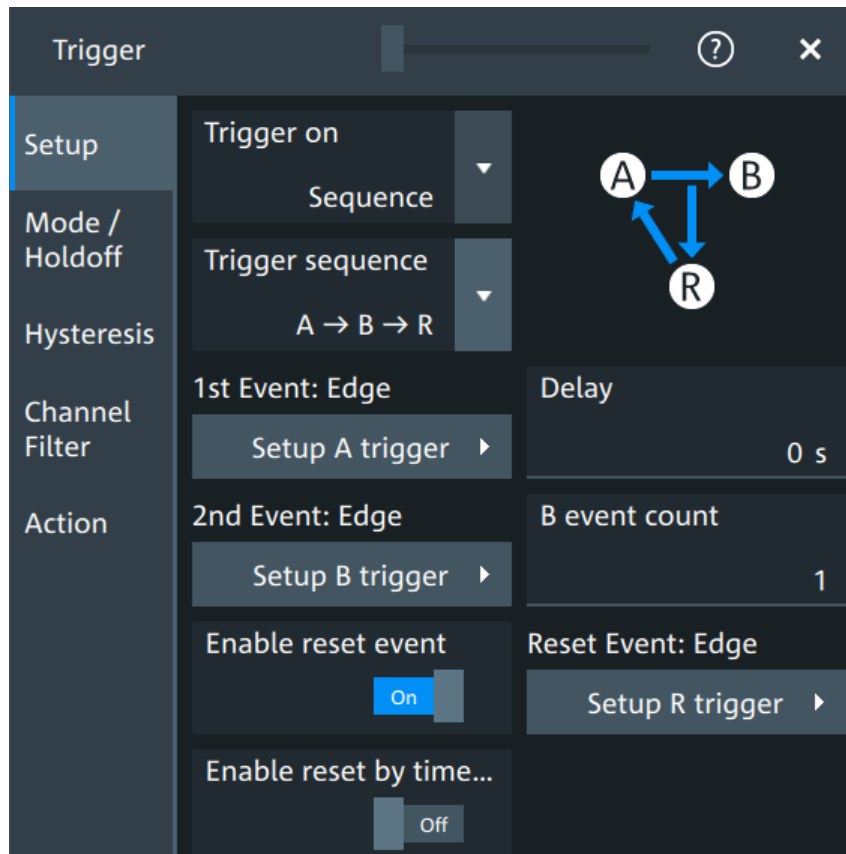 Trigger
?
Setup
Mode /
Holdoff
Hysteresis
Channel
Filter
Action
Trigger on
Sequence
Trigger sequence
A → B → R
A
B
R
1st Event: Edge
Setup A trigger
Delay
0 s
2nd Event: Edge
Setup B trigger
B event count
1
Enable reset event
On
Reset Event: Edge
Setup R trigger
Enable reset by time...
Off